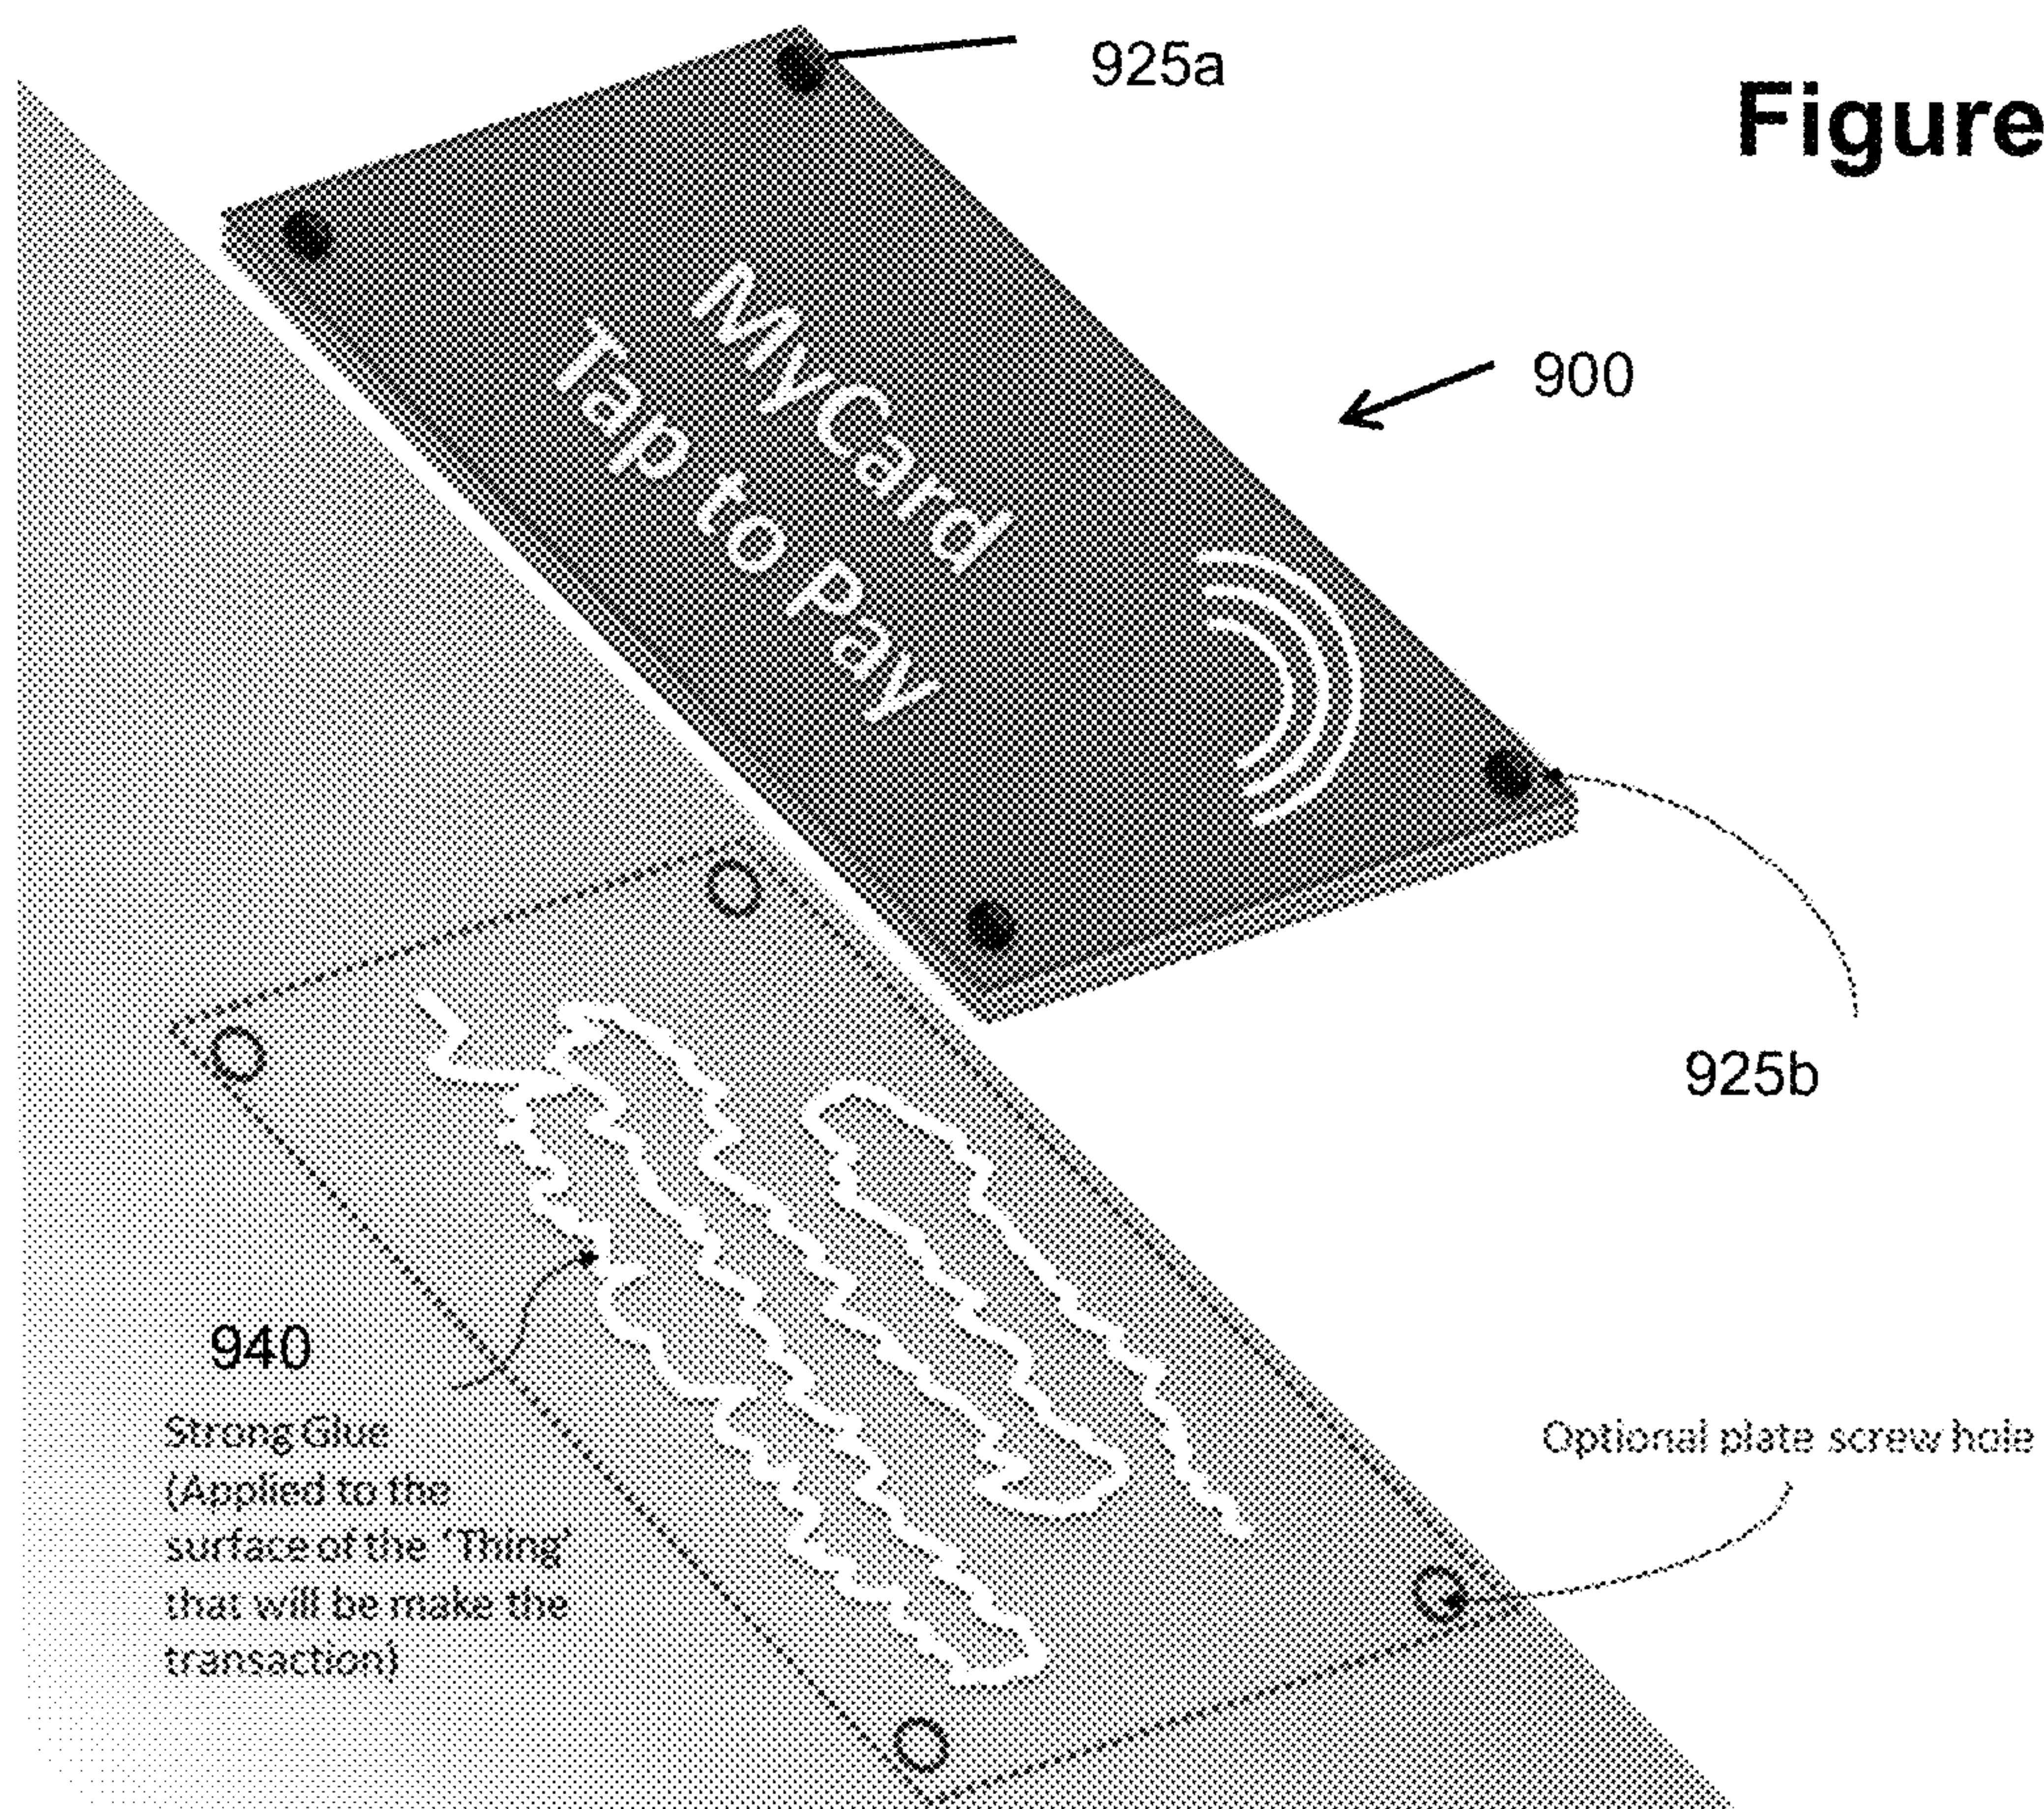 925a
Figure
MyCard
Tap to Pay
900
925b
940
Strong Glue
(Applied to the
surface of the 'Thing'
that will be make the
transaction)
Optional plate screw hole